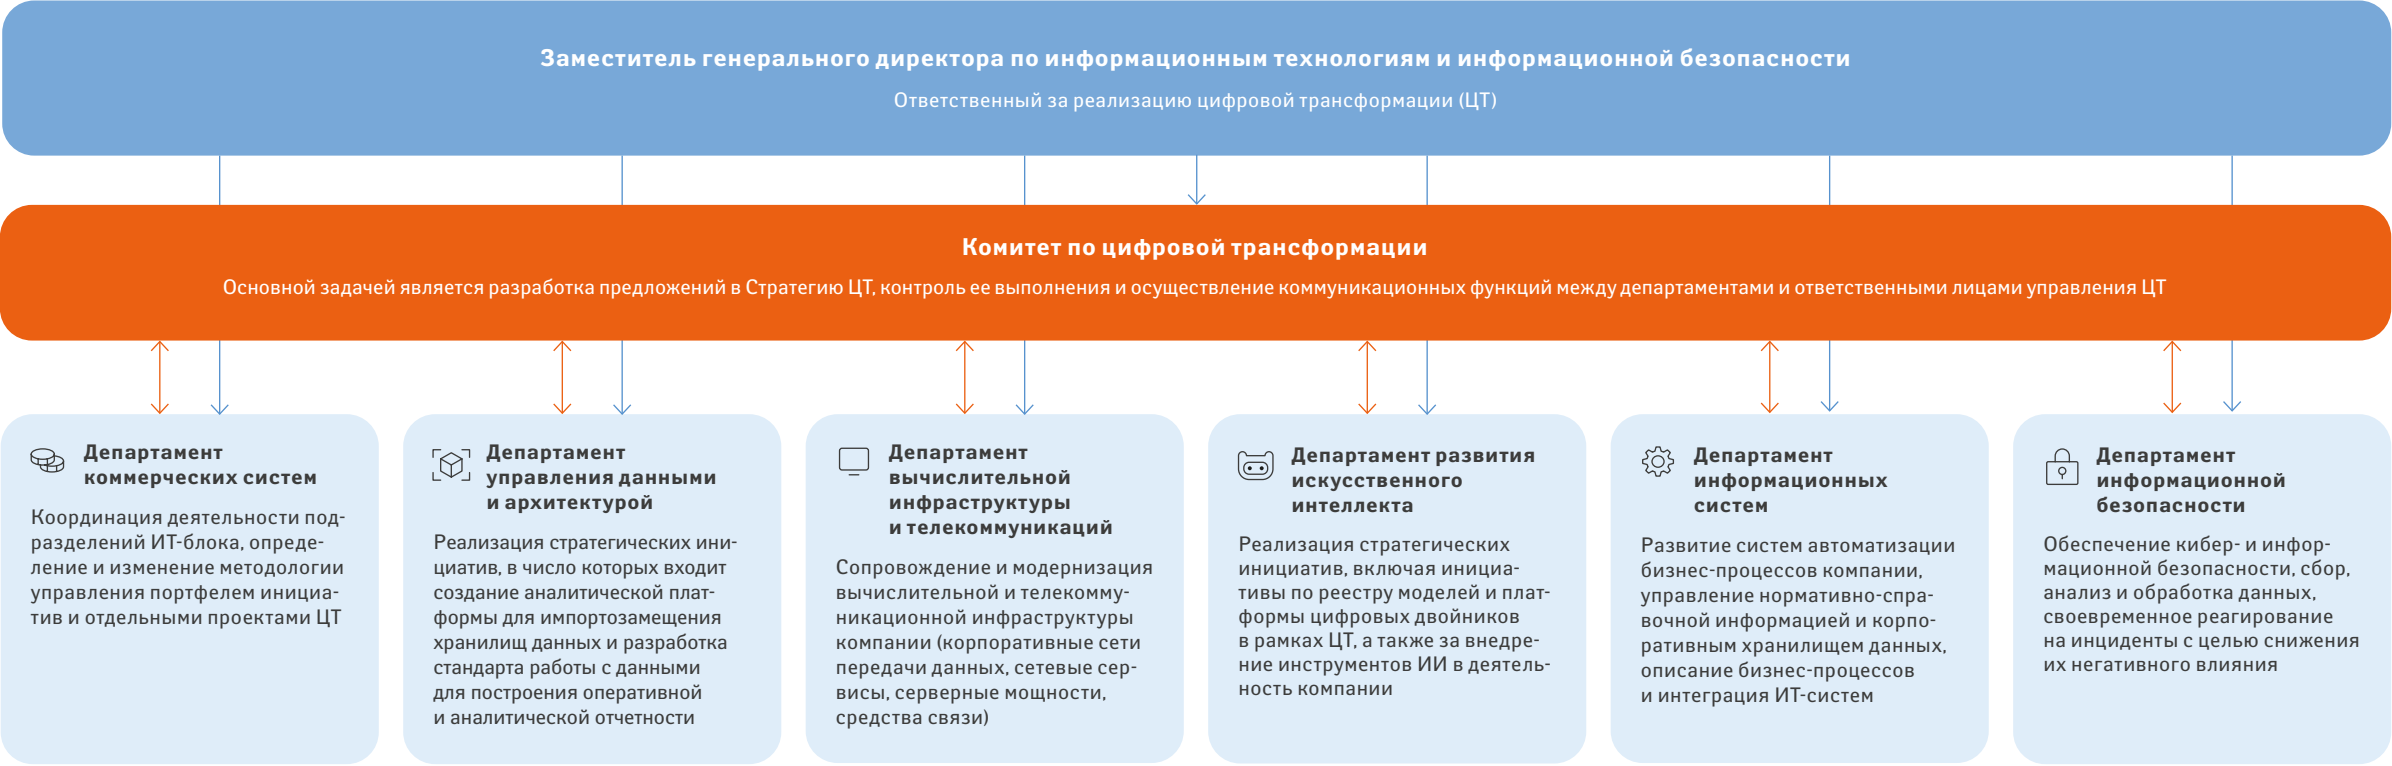 Заместитель генерального директора по информационным технологиям и информационной безопасности
Ответственный за реализацию цифровой трансформации (ЦТ)
Комитет по цифровой трансформации
Основной задачей является разработка предложений в Стратегию ЦТ, контроль ее выполнения и осуществление коммуникационных функций между департаментами и ответственными лицами управления ЦТ
Департамент
коммерческих систем
Координация деятельности под-
разделений ИТ-блока, опреде-
ление и изменение методологии
управления портфелем инициа-
тив и отдельными проектами ЦТ
Департамент
управления данными
и архитектурой
Реализация стратегических ини-
циатив, в число которых входит
создание аналитической плат-
формы для импортозамещения
хранилищ данных и разработка
стандарта работы с данными
для построения оперативной
и аналитической отчетности
Департамент
вычислительной
инфраструктуры
и телекоммуникаций
Сопровождение и модернизация
вычислительной и телекомму-
никационной инфраструктуры
компании (корпоративные сети
передачи данных, сетевые сер-
висы, серверные мощности,
средства связи)
Департамент развития
искусственного
интеллекта
Реализация стратегических
инициатив, включая инициа-
тивы по реестру моделей и плат-
формы цифровых двойников
в рамках ЦТ, а также за внедре-
ние инструментов ИИ в деятель-
ность компании
Департамент
информационных
систем
Развитие систем автоматизации
бизнес-процессов компании,
управление нормативно-спра-
вочной информацией и корпо-
ративным хранилищем данных,
описание бизнес-процессов
и интеграция ИТ-систем
Департамент
информационной
безопасности
Обеспечение кибер- и инфор-
мационной безопасности, сбор,
анализ и обработка данных,
своевременное реагирование
на инциденты с целью снижения
их негативного влияния